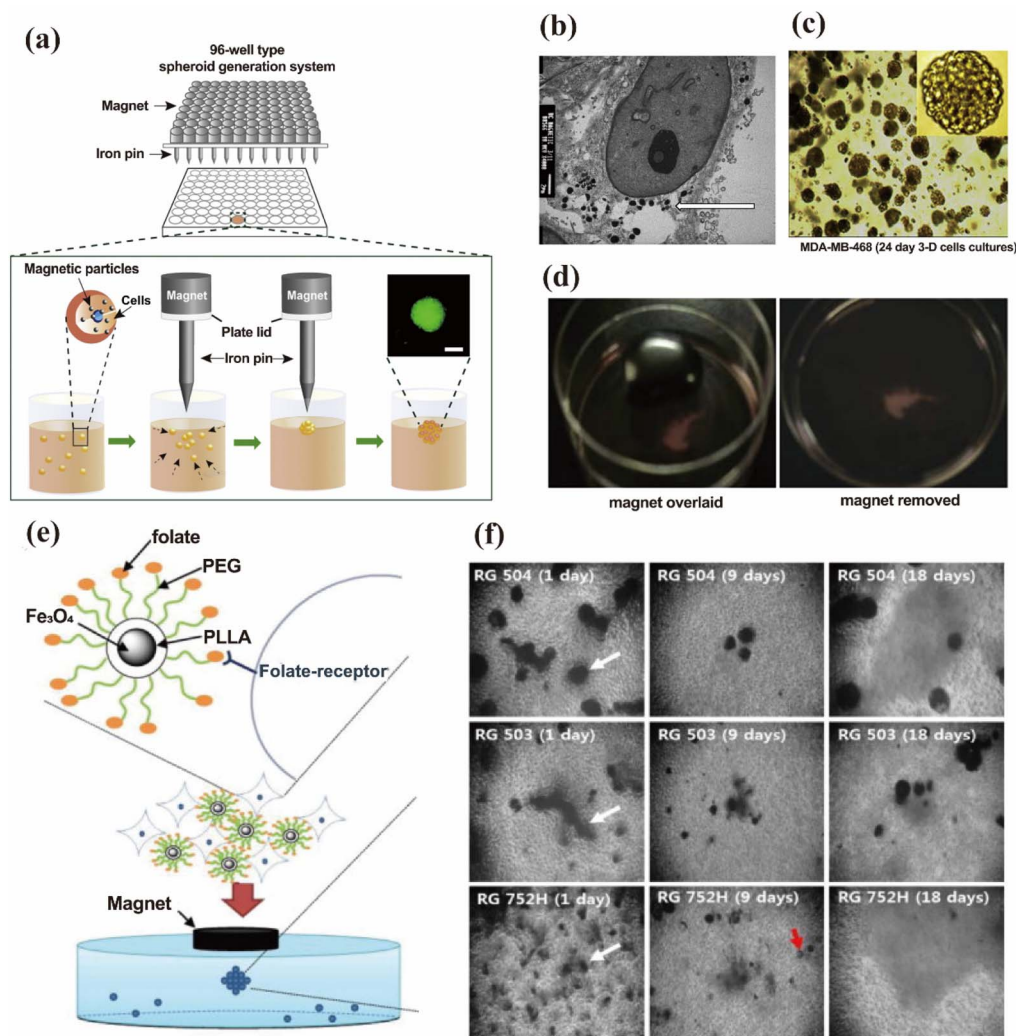 (a)
96-well type
spheroid generation system
Magnet
Iron pin
Magnetic particles
Cells
Magnet
Magnet
Plate lid
Iron pin
(b)
(c)
MDA-MB-468 (24 day 3-D cells cultures)
(d)
magnet overlaid
magnet removed
(e)
folate
PEG
Fe₃O₄
PLLA
Folate-receptor
Magnet
(f)
RG 504 (1 day)
RG 504 (9 days)
RG 504 (18 days)
RG 503 (1 day)
RG 503 (9 days)
RG 503 (18 days)
RG 752H (1 day)
RG 752H (9 days)
RG 752H (18 days)